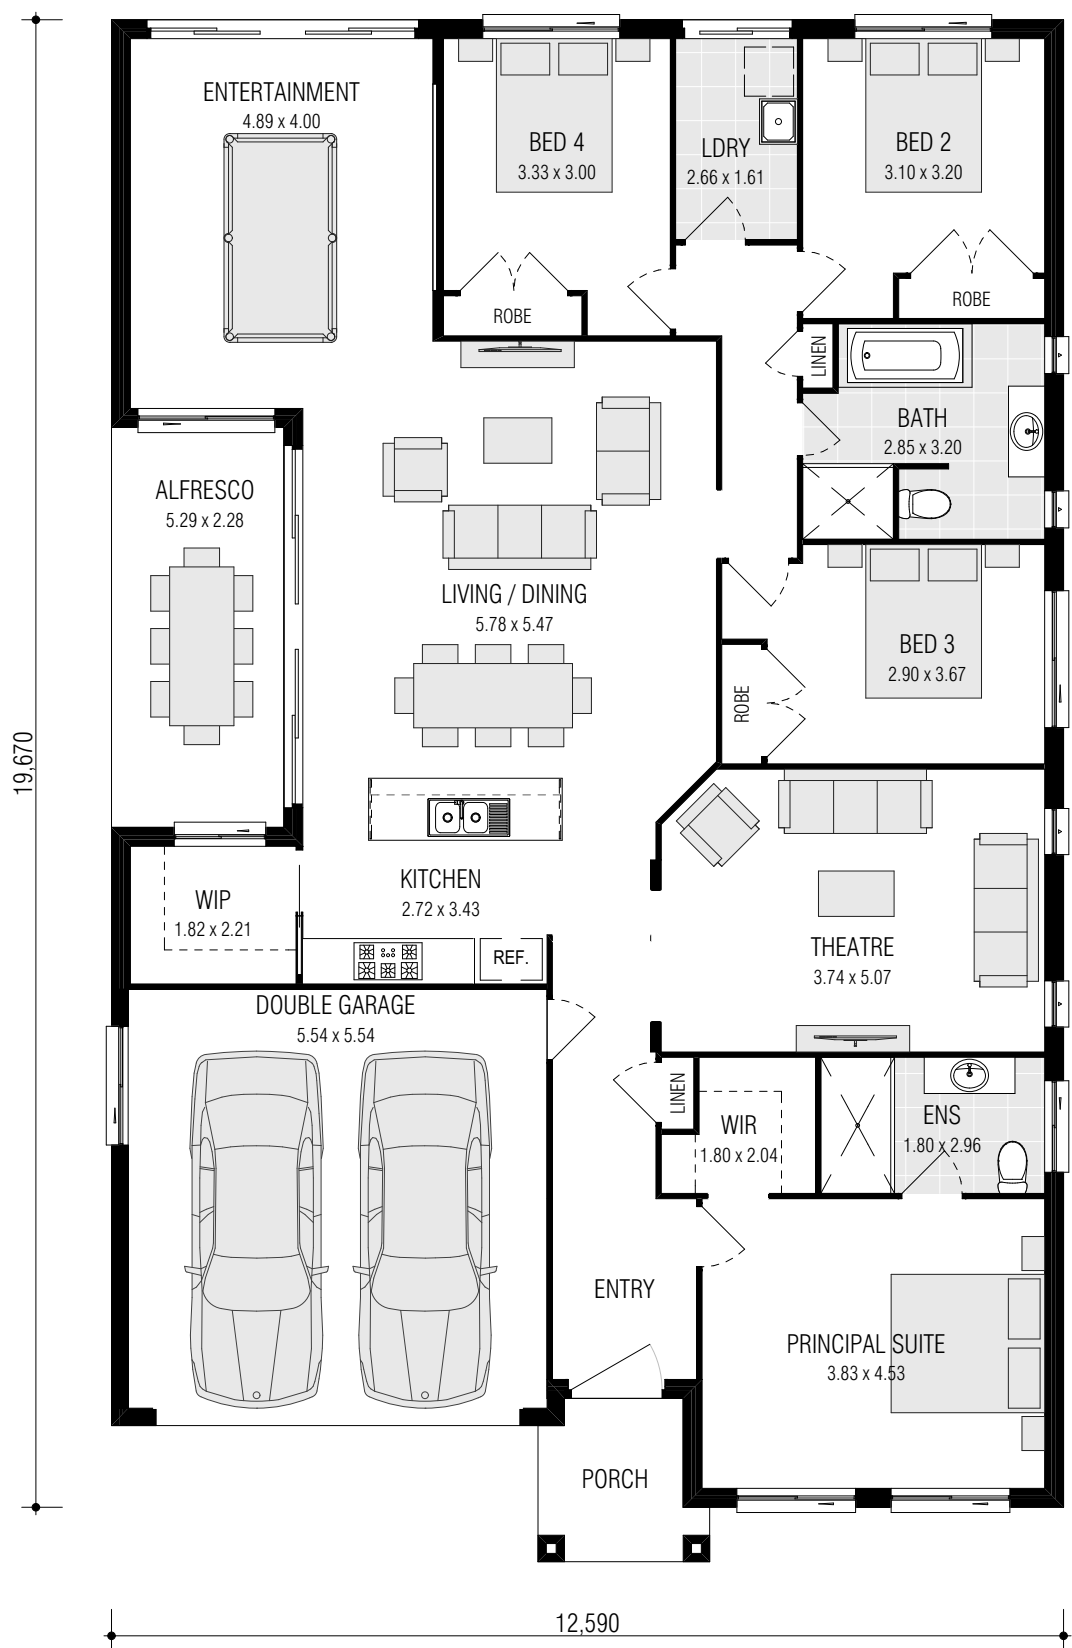 ENTERTAINMENT
4.89 x 4.00
BED 4
3.33 x 3.00
LDRY
2.66 x 1.61
BED 2
3.10 x 3.20
ROBE
ROBE
LINEN
BATH
2.85 x 3.20
ALFRESCO
5.29 x 2.28
LIVING / DINING
5.78 x 5.47
BED 3
2.90 x 3.67
ROBE
19,670
KITCHEN
2.72 x 3.43
WIP
1.82 x 2.21
REF.
THEATRE
3.74 x 5.07
DOUBLE GARAGE
5.54 x 5.54
LINEN
WIR
1.80 x 2.04
ENS
1.80 x 2.96
ENTRY
PRINCIPAL SUITE
3.83 x 4.53
PORCH
12,590